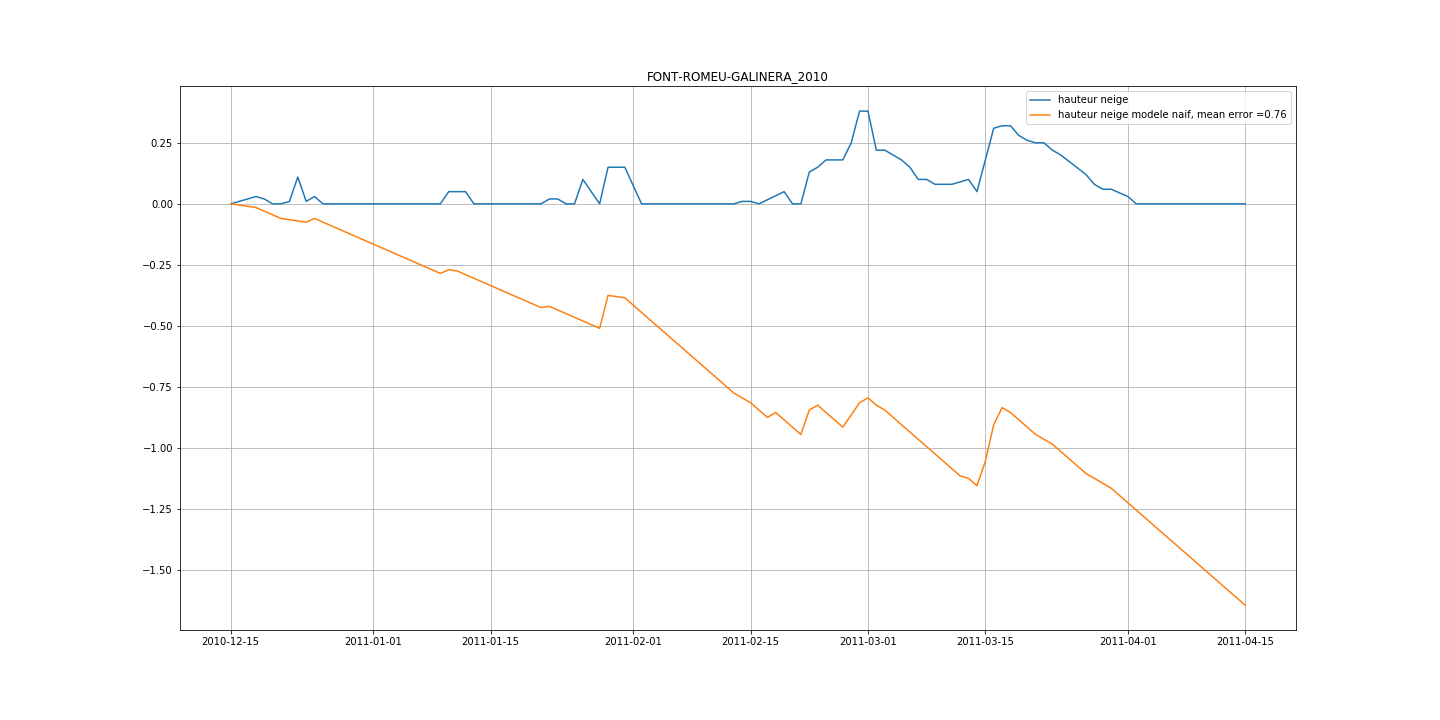 FONT-ROMEU-GALINERA_2010
hauteur neige
hauteur neige modele naif, mean error =0.76
0.25
0.00
−0.25
−0.50
−0.75
−1.00
−1.25
−1.50
2010-12-15 2011-01-01 2011-01-15 2011-02-01 2011-02-15 2011-03-01 2011-03-15 2011-04-01 2011-04-15